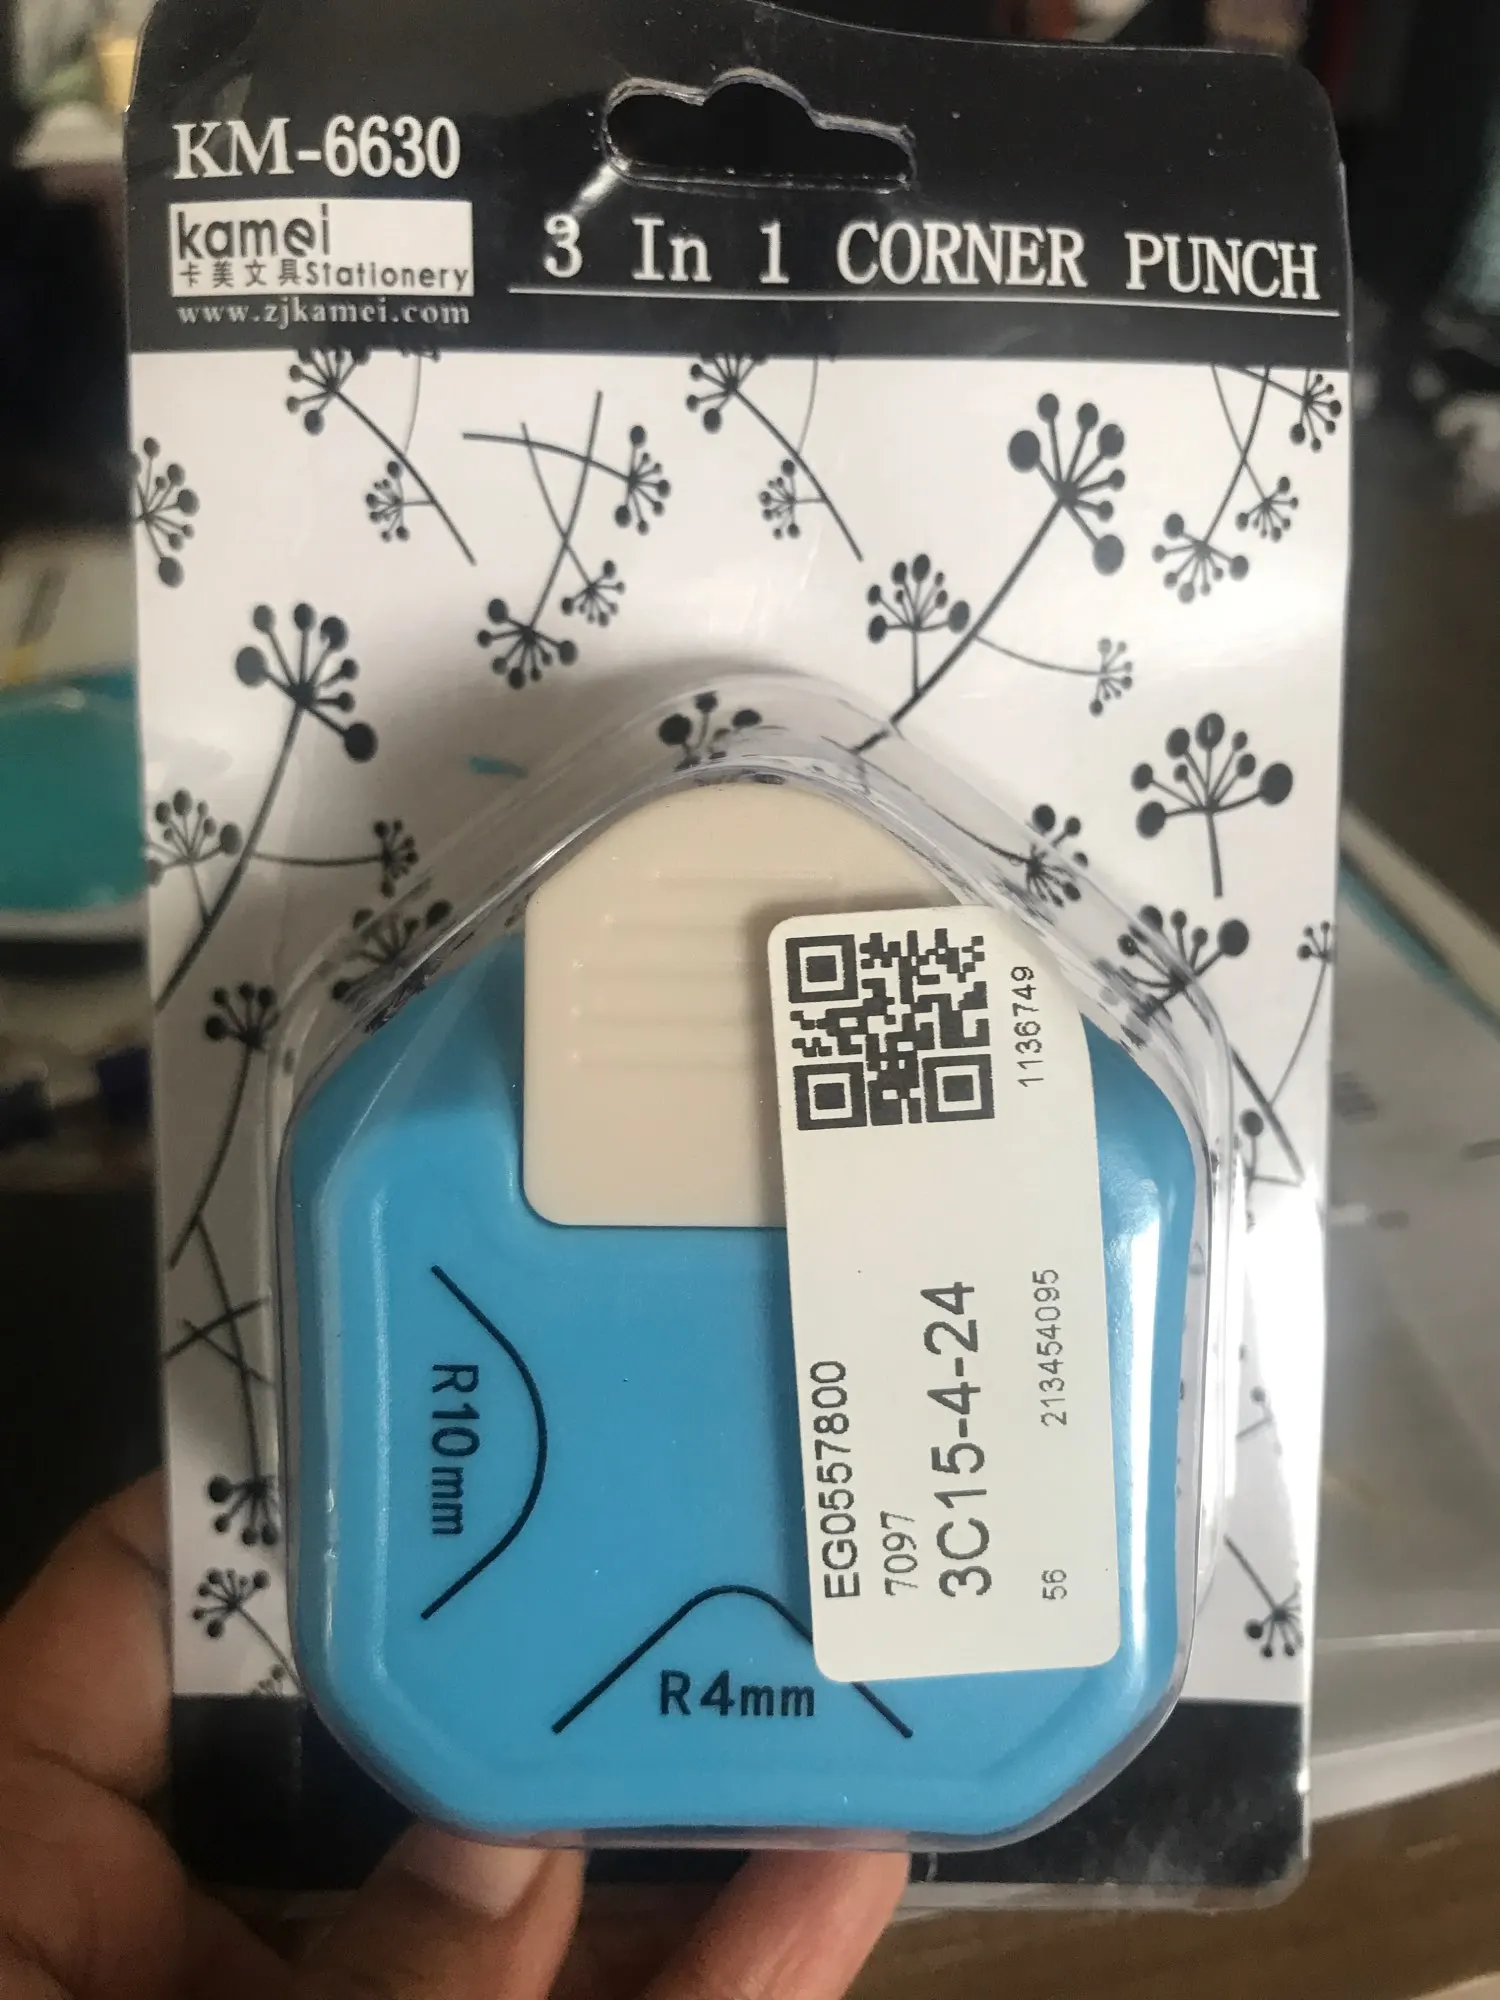 KM-6630
kamei
卡美文具Stationery
www.zjkamei.com
3 In 1 CORNER PUNCH
1136749
EG0557800
7097
3C15-4-24
56 213454095
R10mm
R4mm